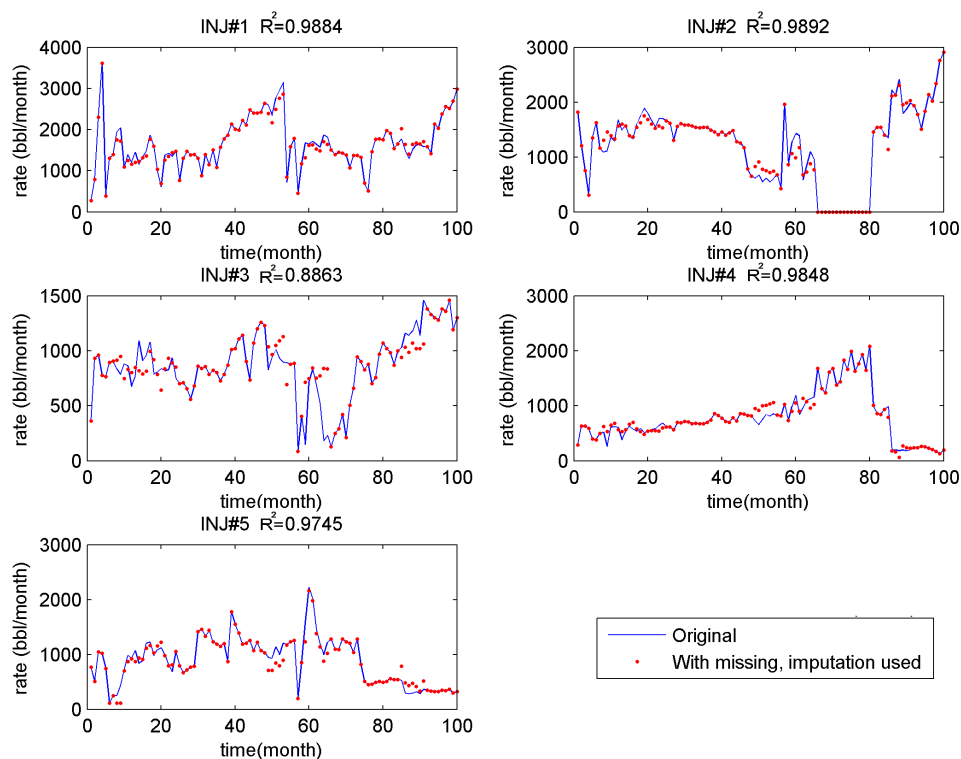 INJ#1 R²=0.9884
rate (bbl/month)
4000
3000
2000
1000
0
0 20 40 60 80 100
time(month)
INJ#2 R²=0.9892
rate (bbl/month)
3000
2000
1000
0
0 20 40 60 80 100
time(month)
INJ#3 R²=0.8863
rate (bbl/month)
1500
1000
500
0
0 20 40 60 80 100
time(month)
INJ#4 R²=0.9848
rate (bbl/month)
3000
2000
1000
0
0 20 40 60 80 100
time(month)
INJ#5 R²=0.9745
rate (bbl/month)
3000
2000
1000
0
0 20 40 60 80 100
time(month)
Original
With missing, imputation used